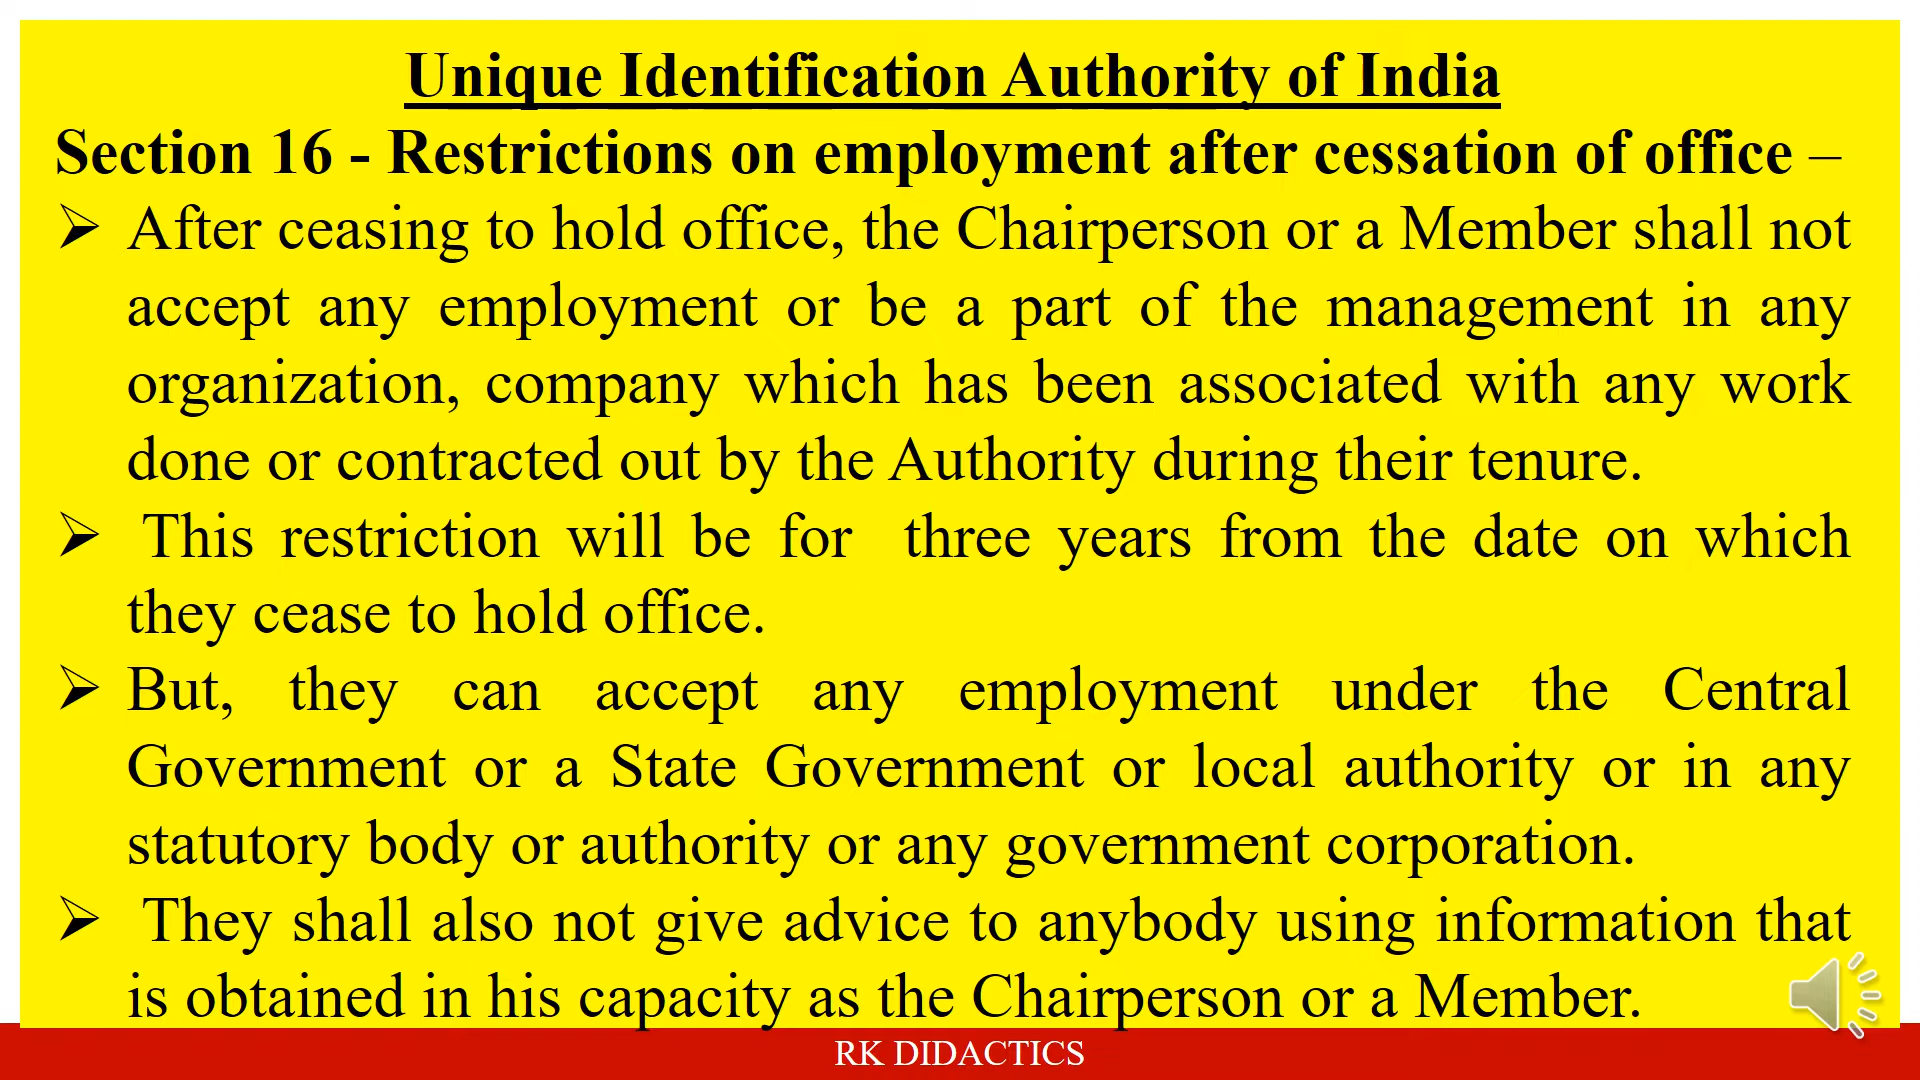 Unique Identification Authority of India
Section 16 - Restrictions on employment after cessation of office –
➢ After ceasing to hold office, the Chairperson or a Member shall not
accept any employment or be a part of the management in any
organization, company which has been associated with any work
done or contracted out by the Authority during their tenure.
➢ This restriction will be for three years from the date on which
they cease to hold office.
➢ But, they can accept any employment under the Central
Government or a State Government or local authority or in any
statutory body or authority or any government corporation.
➢ They shall also not give advice to anybody using information that
is obtained in his capacity as the Chairperson or a Member.
RK DIDACTICS